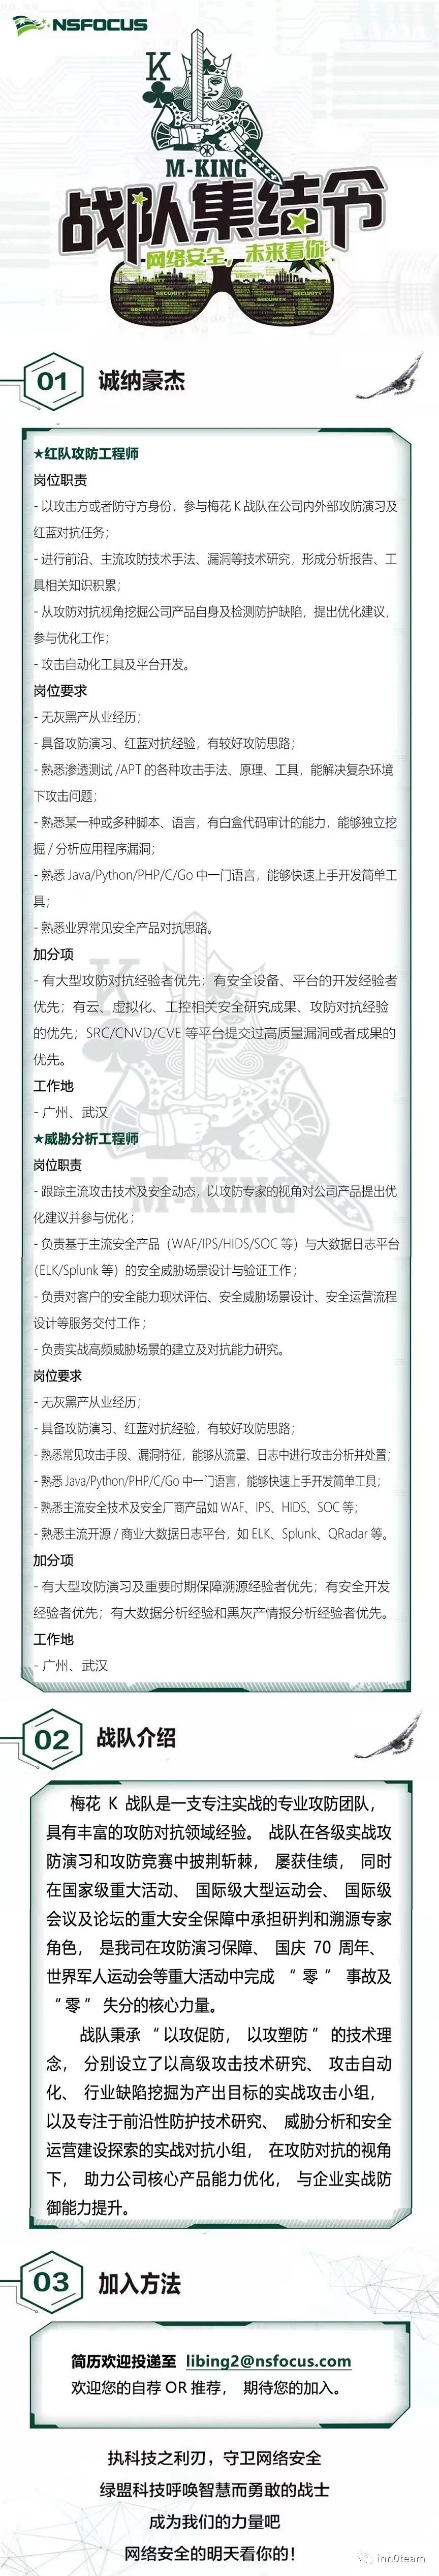 NSFOCUS
K
M-KING
战队集结令
网络安全，未来看你
SECURITY
01 诚纳豪杰
★红队攻防工程师
岗位职责
- 以攻击方或者防守方身份，参与梅花 K 战队在公司内外部攻防演习及
红蓝对抗任务；
- 进行前沿、主流攻防技术手法、漏洞等技术研究，形成分析报告、工
具相关知识积累；
- 从攻防对抗视角挖掘公司产品自身及检测防护缺陷，提出优化建议，
参与优化工作；
- 攻击自动化工具及平台开发。
岗位要求
- 无灰黑产从业经历；
- 具备攻防演习、红蓝对抗经验，有较好攻防思路；
- 熟悉渗透测试 /APT 的各种攻击手法、原理、工具，能解决复杂环境
下攻击问题；
- 熟悉某一种或多种脚本、语言，有白盒代码审计的能力，能够独立挖
掘 / 分析应用程序漏洞；
- 熟悉 Java/Python/PHP/C/Go 中一门语言，能够快速上手开发简单工
具；
- 熟悉业界常见安全产品对抗思路。
加分项
- 有大型攻防对抗经验者优先；有安全设备、平台的开发经验者
优先；有云、虚拟化、工控相关安全研究成果、攻防对抗经验
的优先；SRC/CNVD/CVE 等平台提交过高质量漏洞或者成果的
优先。
工作地
- 广州、武汉
★威胁分析工程师
岗位职责
- 跟踪主流攻击技术及安全动态，以攻防专家的视角对公司产品提出优
化建议并参与优化；
- 负责基于主流安全产品（WAF/IPS/HIDS/SOC 等）与大数据日志平台
(ELK/Splunk 等）的安全威胁场景设计与验证工作；
- 负责对客户的安全能力现状评估、安全威胁场景设计、安全运营流程
设计等服务交付工作；
- 负责实战高频威胁场景的建立及对抗能力研究。
岗位要求
- 无灰黑产从业经历；
- 具备攻防演习、红蓝对抗经验，有较好攻防思路；
- 熟悉常见攻击手段、漏洞特征，能够从流量、日志中进行攻击分析并处置；
- 熟悉 Java/Python/PHP/C/Go 中一门语言，能够快速上手开发简单工具；
- 熟悉主流安全技术及安全厂商产品如 WAF、IPS、HIDS、SOC 等；
- 熟悉主流开源 / 商业大数据日志平台，如 ELK、Splunk、QRadar 等。
加分项
- 有大型攻防演习及重要时期保障溯源经验者优先；有安全开发
经验者优先；有大数据分析经验和黑灰产情报分析经验者优先。
工作地
- 广州、武汉
K
M-KING
02 战队介绍
梅花 K 战队是一支专注实战的专业攻防团队，
具有丰富的攻防对抗领域经验。 战队在各级实战攻
防演习和攻防竞赛中披荆斩棘， 屡获佳绩， 同时
在国家级重大活动、 国际级大型运动会、 国际级
会议及论坛的重大安全保障中承担研判和溯源专家
角色， 是我司在攻防演习保障、 国庆 70 周年、
世界军人运动会等重大活动中完成 “ 零 ” 事故及
“ 零 ” 失分的核心力量。
战队秉承 “ 以攻促防， 以攻塑防 ” 的技术理
念， 分别设立了以高级攻击技术研究、 攻击自动
化、 行业缺陷挖掘为产出目标的实战攻击小组，
以及专注于前沿性防护技术研究、 威胁分析和安全
运营建设探索的实战对抗小组， 在攻防对抗的视角
下， 助力公司核心产品能力优化， 与企业实战防
御能力提升。
03 加入方法
简历欢迎投递至 libing2@nsfocus.com
欢迎您的自荐 OR 推荐， 期待您的加入。
执科技之利刃，守卫网络安全
绿盟科技呼唤智慧而勇敢的战士
成为我们的力量吧
网络安全的明天看你的！
inn0team